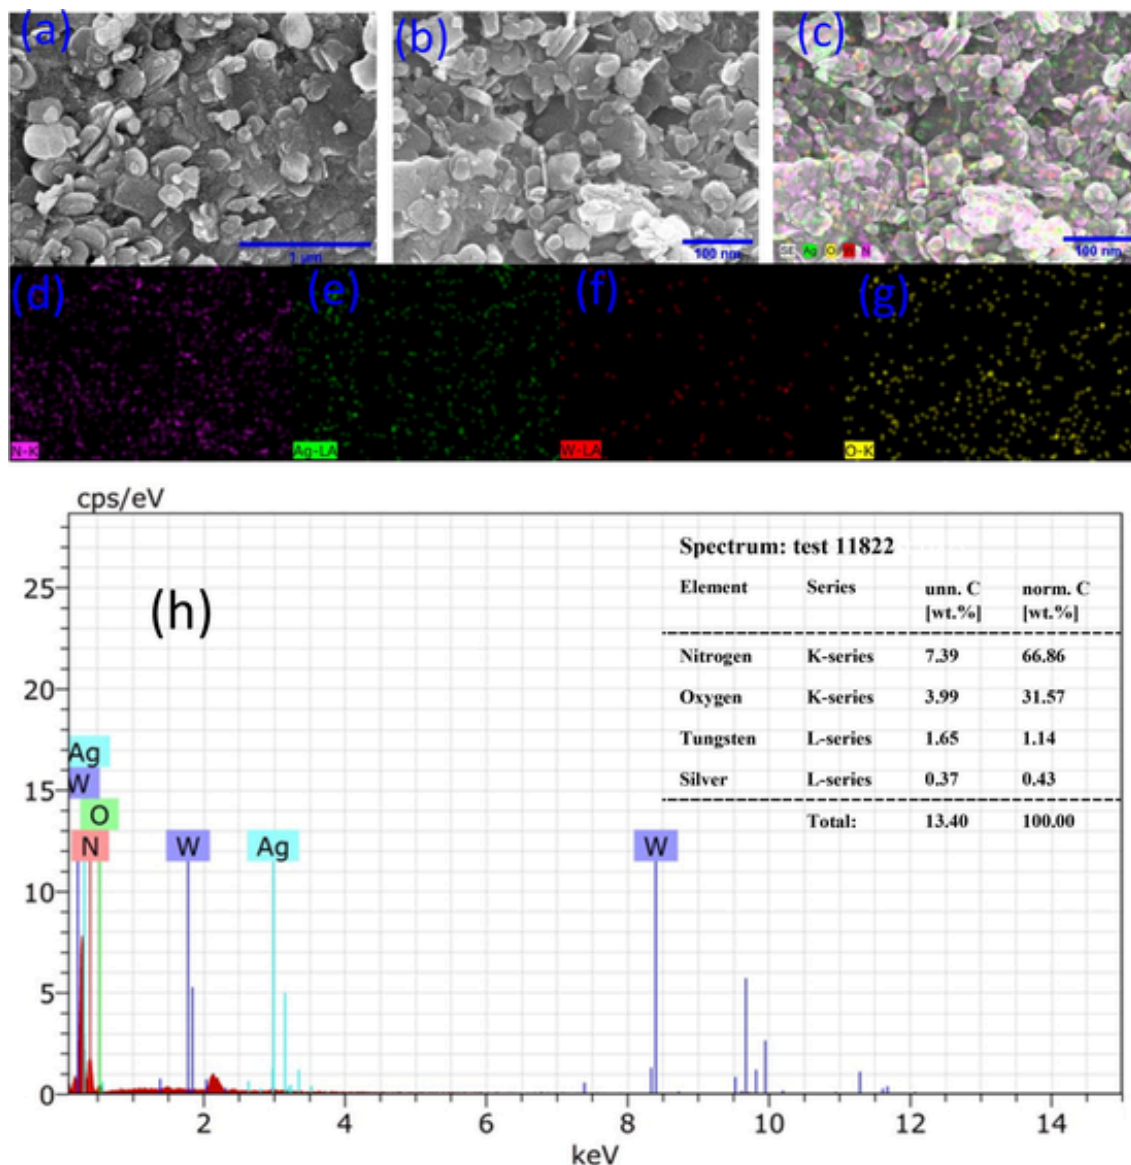 (a)
(b)
(c)
1 μm
100 nm
SE Ag O W N
100 nm
(d)
(e)
(f)
(g)
N-K
Ag-LA
W-LA
O-K
cps/eV
(h)
Spectrum: test 11822
Element Series unn. C norm. C
[wt.%] [wt.%]
Nitrogen K-series 7.39 66.86
Oxygen K-series 3.99 31.57
Tungsten L-series 1.65 1.14
Silver L-series 0.37 0.43
Total: 13.40 100.00
25
20
15
10
5
0
Ag
W
O
N
W
Ag
W
2 4 6 8 10 12 14
keV